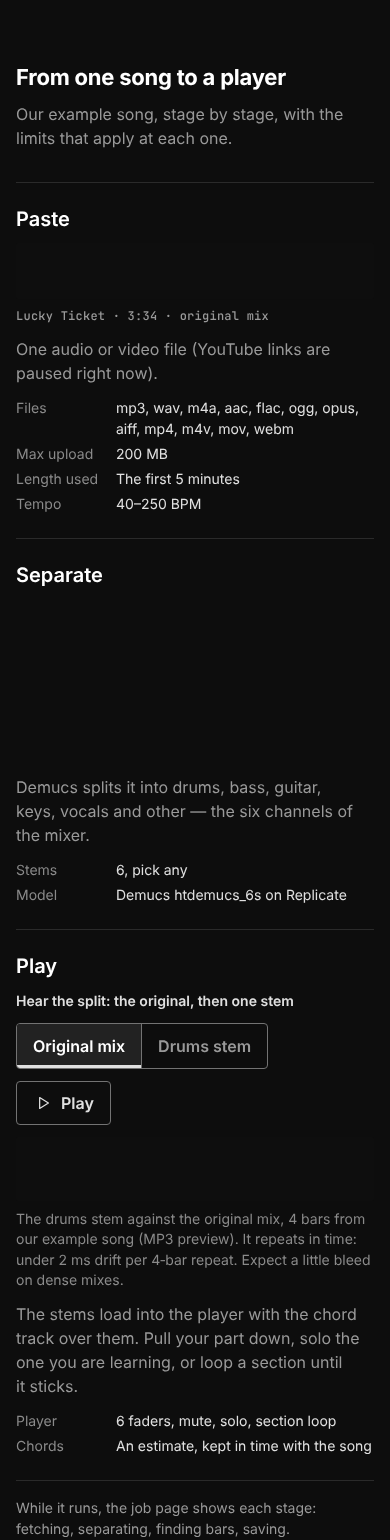 From one song to a player
Our example song, stage by stage, with the
limits that apply at each one.
Paste
Lucky Ticket · 3:34 · original mix
One audio or video file (YouTube links are
paused right now).
Files mp3, wav, m4a, aac, flac, ogg, opus,
aiff, mp4, m4v, mov, webm
Max upload 200 MB
Length used The first 5 minutes
Tempo 40–250 BPM
Separate
Demucs splits it into drums, bass, guitar,
keys, vocals and other — the six channels of
the mixer.
Stems 6, pick any
Model Demucs htdemucs_6s on Replicate
Play
Hear the split: the original, then one stem
Original mix Drums stem
Play
The drums stem against the original mix, 4 bars from
our example song (MP3 preview). It repeats in time:
under 2 ms drift per 4-bar repeat. Expect a little bleed
on dense mixes.
The stems load into the player with the chord
track over them. Pull your part down, solo the
one you are learning, or loop a section until
it sticks.
Player 6 faders, mute, solo, section loop
Chords An estimate, kept in time with the song
While it runs, the job page shows each stage:
fetching, separating, finding bars, saving.